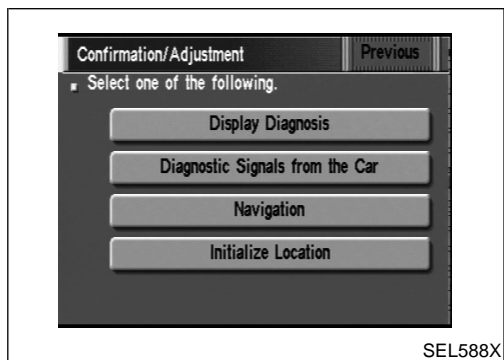 Confirmation/Adjustment Previous
Select one of the following.
Display Diagnosis
Diagnostic Signals from the Car
Navigation
Initialize Location
SEL588X